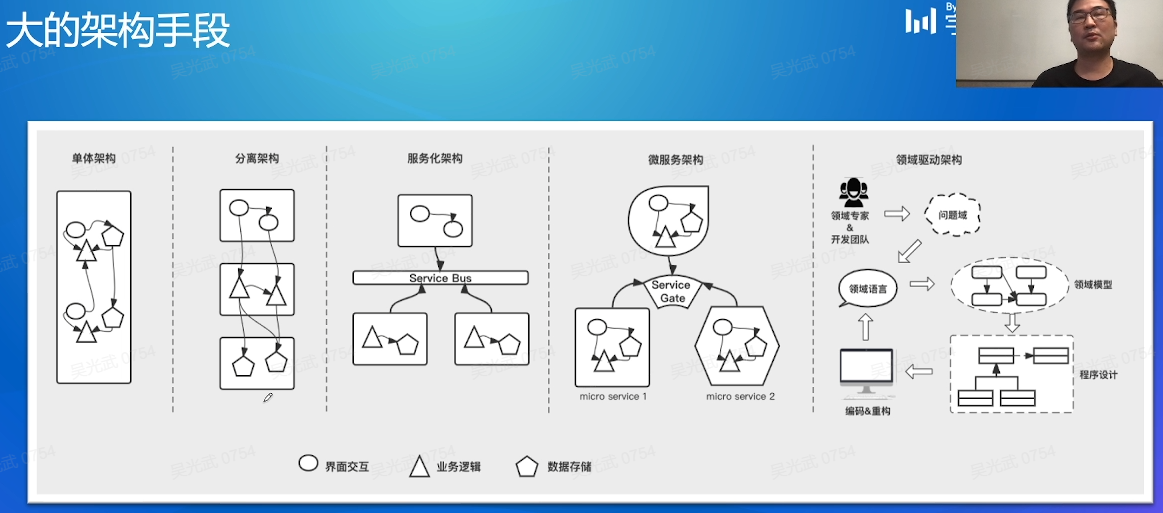 大的架构手段
By
字
单体架构
分离架构
服务化架构
微服务架构
领域驱动架构
Service Bus
Service
Gate
micro service 1
micro service 2
领域专家
&
开发团队
问题域
领域语言
领域模型
程序设计
编码&重构
界面交互
业务逻辑
数据存储
吴光武 0754